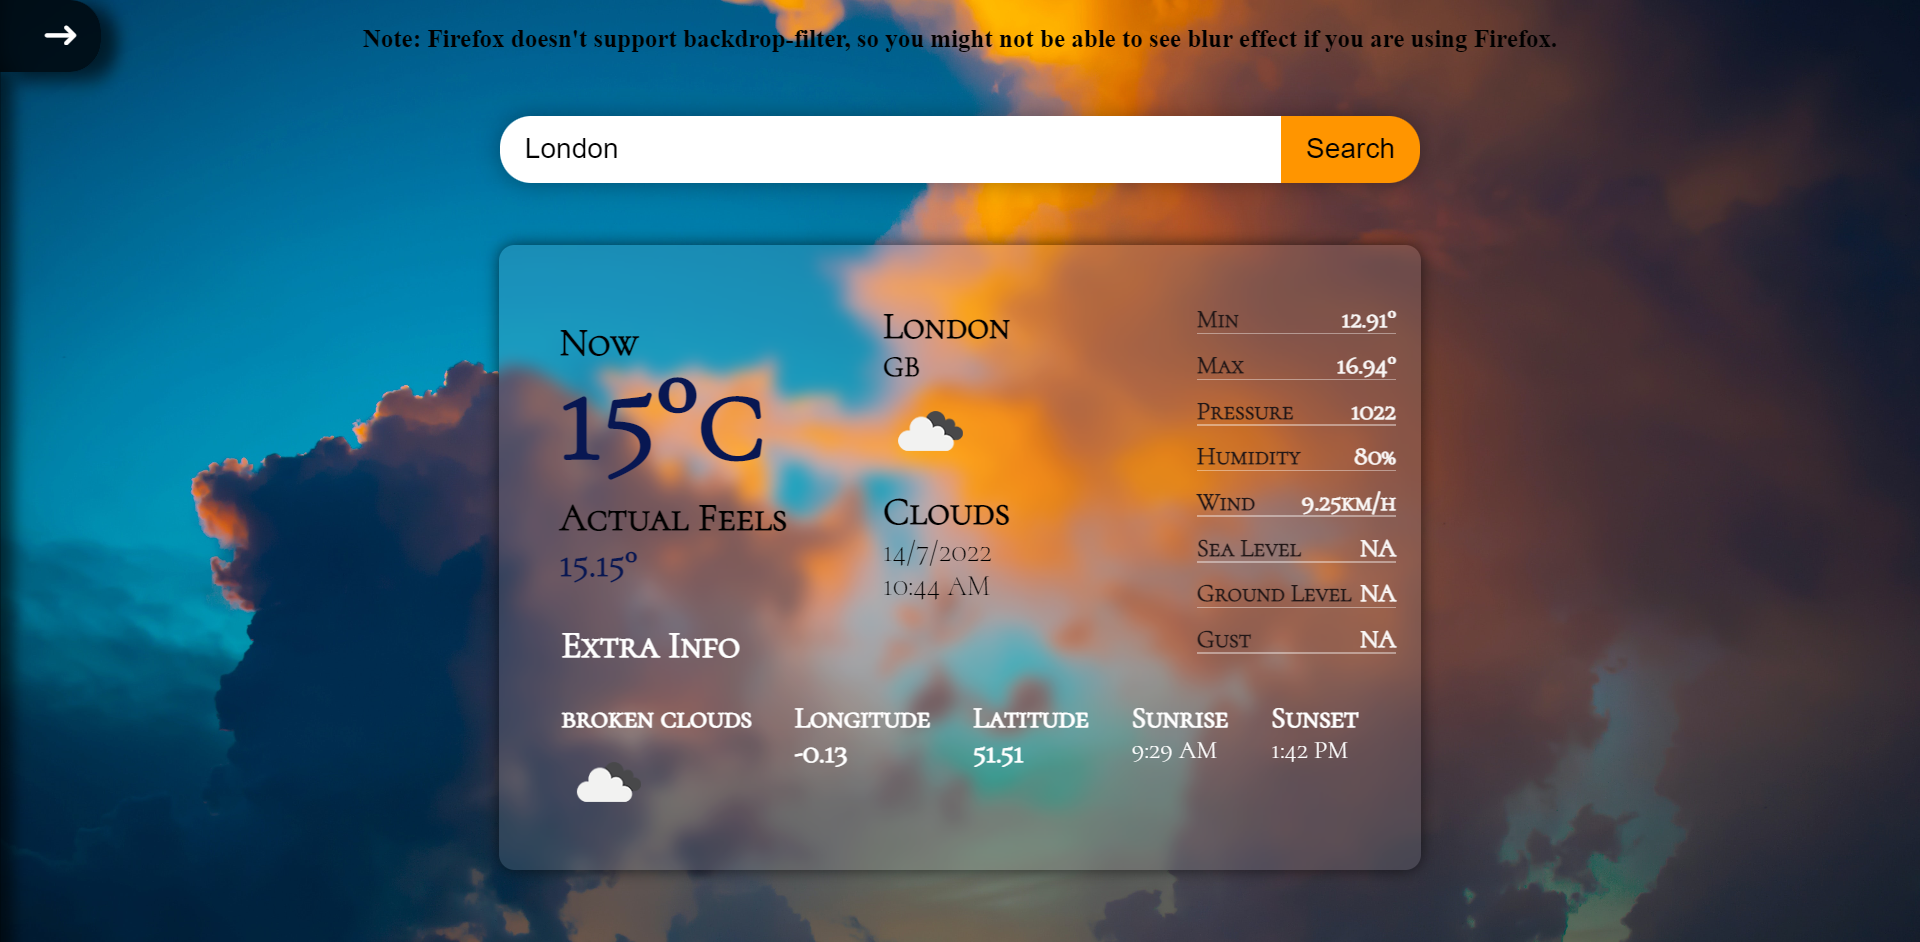 Note: Firefox doesn't support backdrop-filter, so you might not be able to see blur effect if you are using Firefox.
London
Search
Now
15°C
Actual Feels
15.15°
London
GB
Clouds
14/7/2022
10:44 AM
Min 12.91°
Max 16.94°
Pressure 1022
Humidity 80%
Wind 9.25km/h
Sea Level NA
Ground Level NA
Gust NA
Extra Info
broken clouds
Longitude
-0.13
Latitude
51.51
Sunrise
9:29 AM
Sunset
1:42 PM